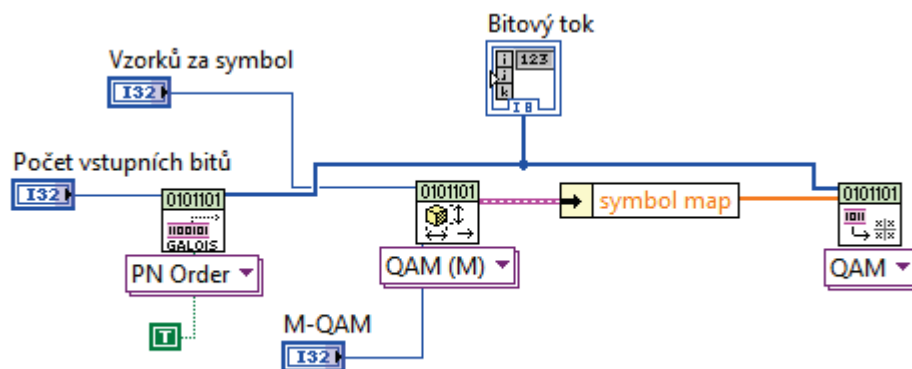 Bitový tok
Vzorků za symbol
i
123
j
k
I32
I8
Počet vstupních bitů
I32
0101101
0101101
0101101
symbol map
GALOIS
PN Order
QAM (M)
QAM
T
M-QAM
I32